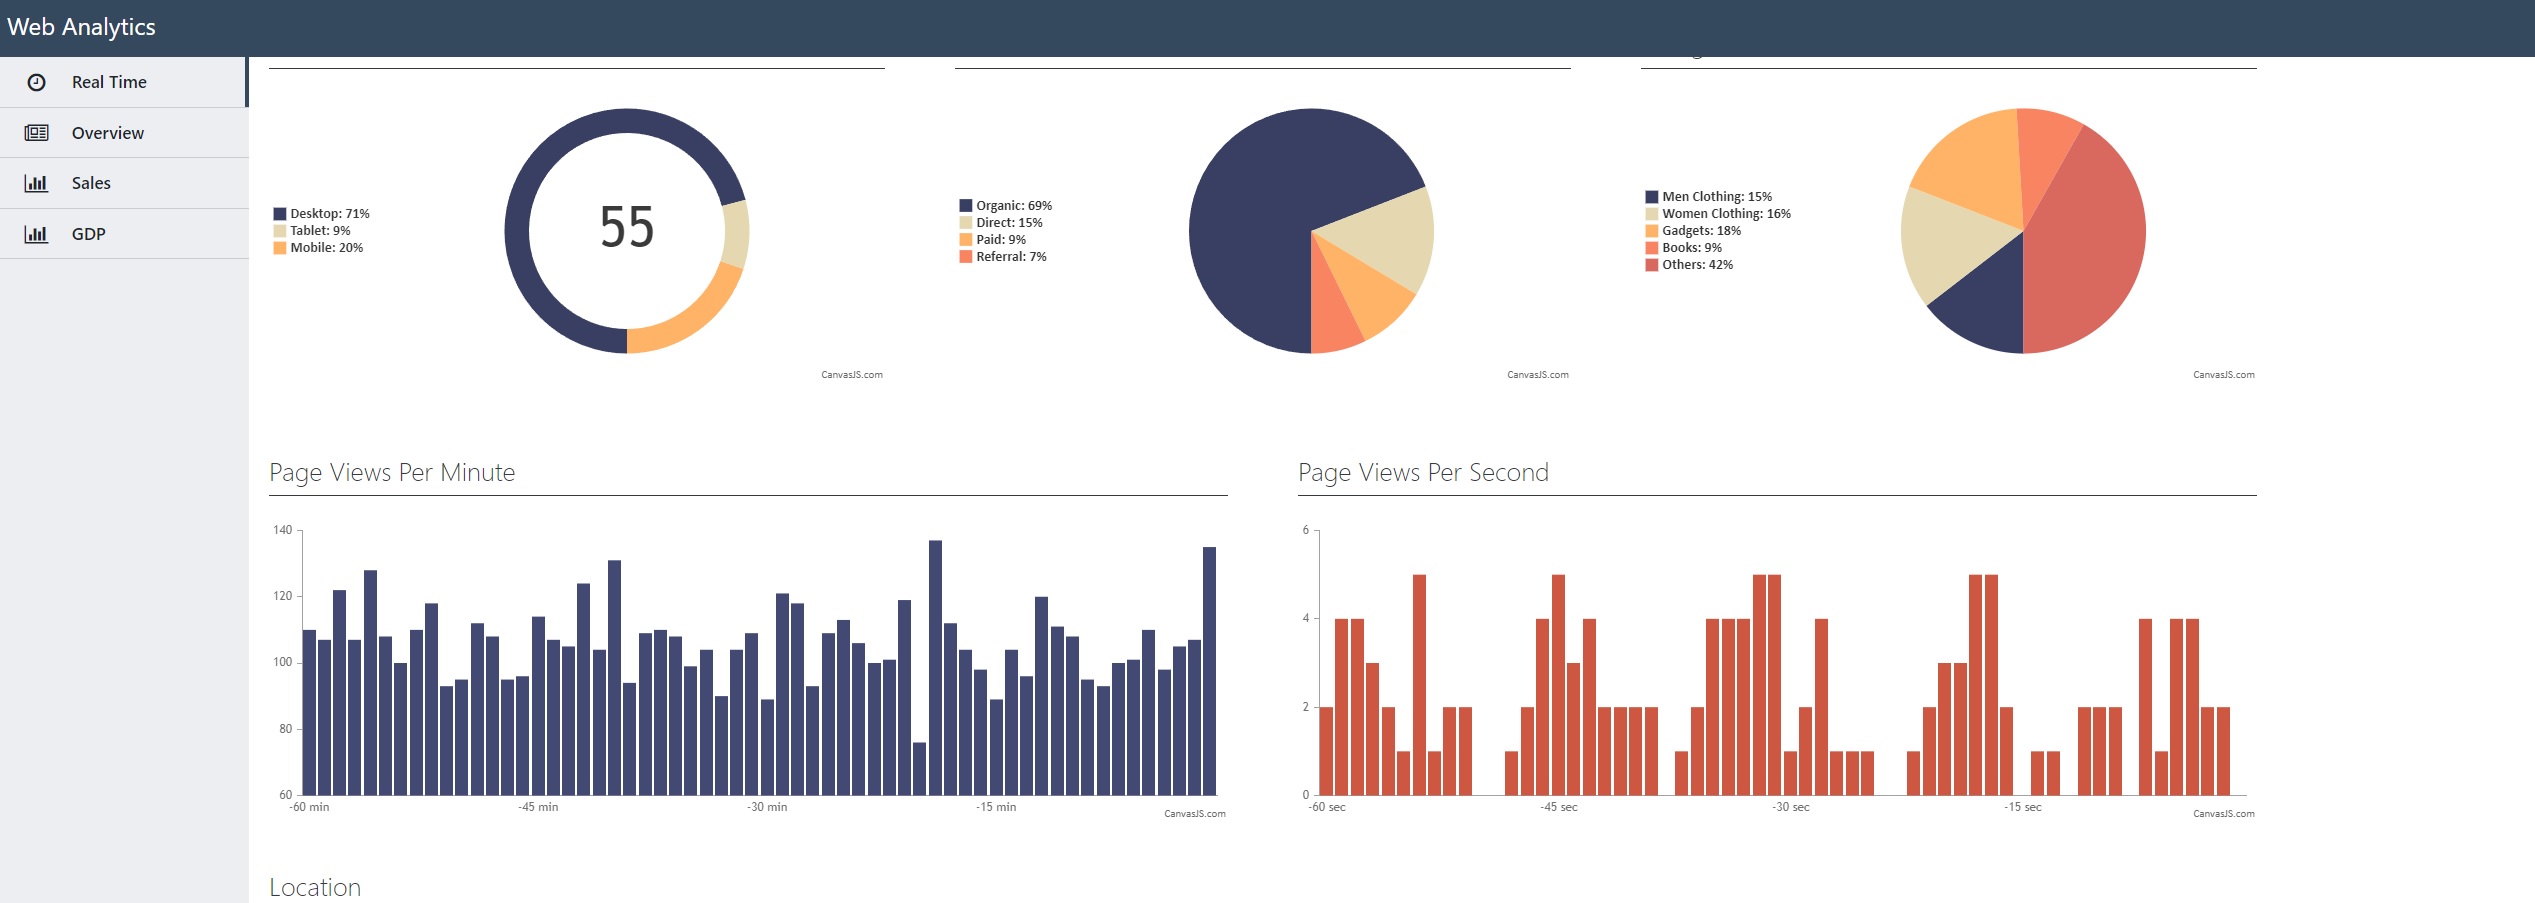 Web Analytics
Real Time
Overview
Sales
GDP
Desktop: 71%
Tablet: 9%
Mobile: 20%
55
CanvasJS.com
Organic: 69%
Direct: 15%
Paid: 9%
Referral: 7%
CanvasJS.com
Men Clothing: 15%
Women Clothing: 16%
Gadgets: 18%
Books: 9%
Others: 42%
CanvasJS.com
Page Views Per Minute
140
120
100
80
60
-60 min -45 min -30 min -15 min
CanvasJS.com
Page Views Per Second
6
4
2
0
-60 sec -45 sec -30 sec -15 sec
CanvasJS.com
Location